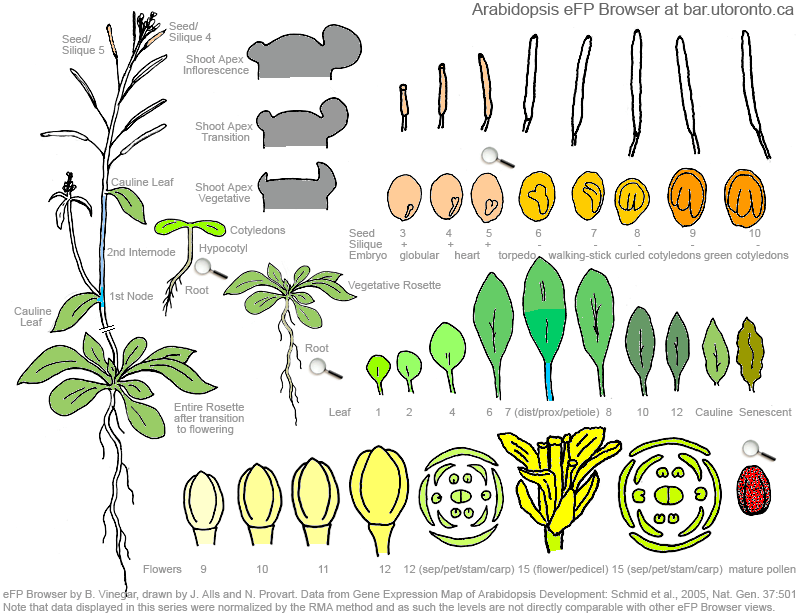 Arabidopsis eFP Browser at bar.utoronto.ca
Seed/
Silique 5
Seed/
Silique 4
Shoot Apex
Inflorescence
Shoot Apex
Transition
Shoot Apex
Vegetative
Cauline Leaf
Cotyledons
2nd Internode
Hypocotyl
Root
1st Node
Cauline
Leaf
Vegetative Rosette
Root
Entire Rosette
after transition
to flowering
Seed 3 4 5 6 7 8 9 10
Silique + + + - - - - -
Embryo globular heart torpedo walking-stick curled cotyledons green cotyledons
Leaf 1 2 4 6 7 (dist/prox/petiole) 8 10 12 Cauline Senescent
Flowers 9 10 11 12 12 (sep/pet/stam/carp) 15 (flower/pedicel) 15 (sep/pet/stam/carp) mature pollen
eFP Browser by B. Vinegar, drawn by J. Alls and N. Provart. Data from Gene Expression Map of Arabidopsis Development: Schmid et al., 2005, Nat. Gen. 37:501
Note that data displayed in this series were normalized by the RMA method and as such the levels are not directly comparable with other eFP Browser views.